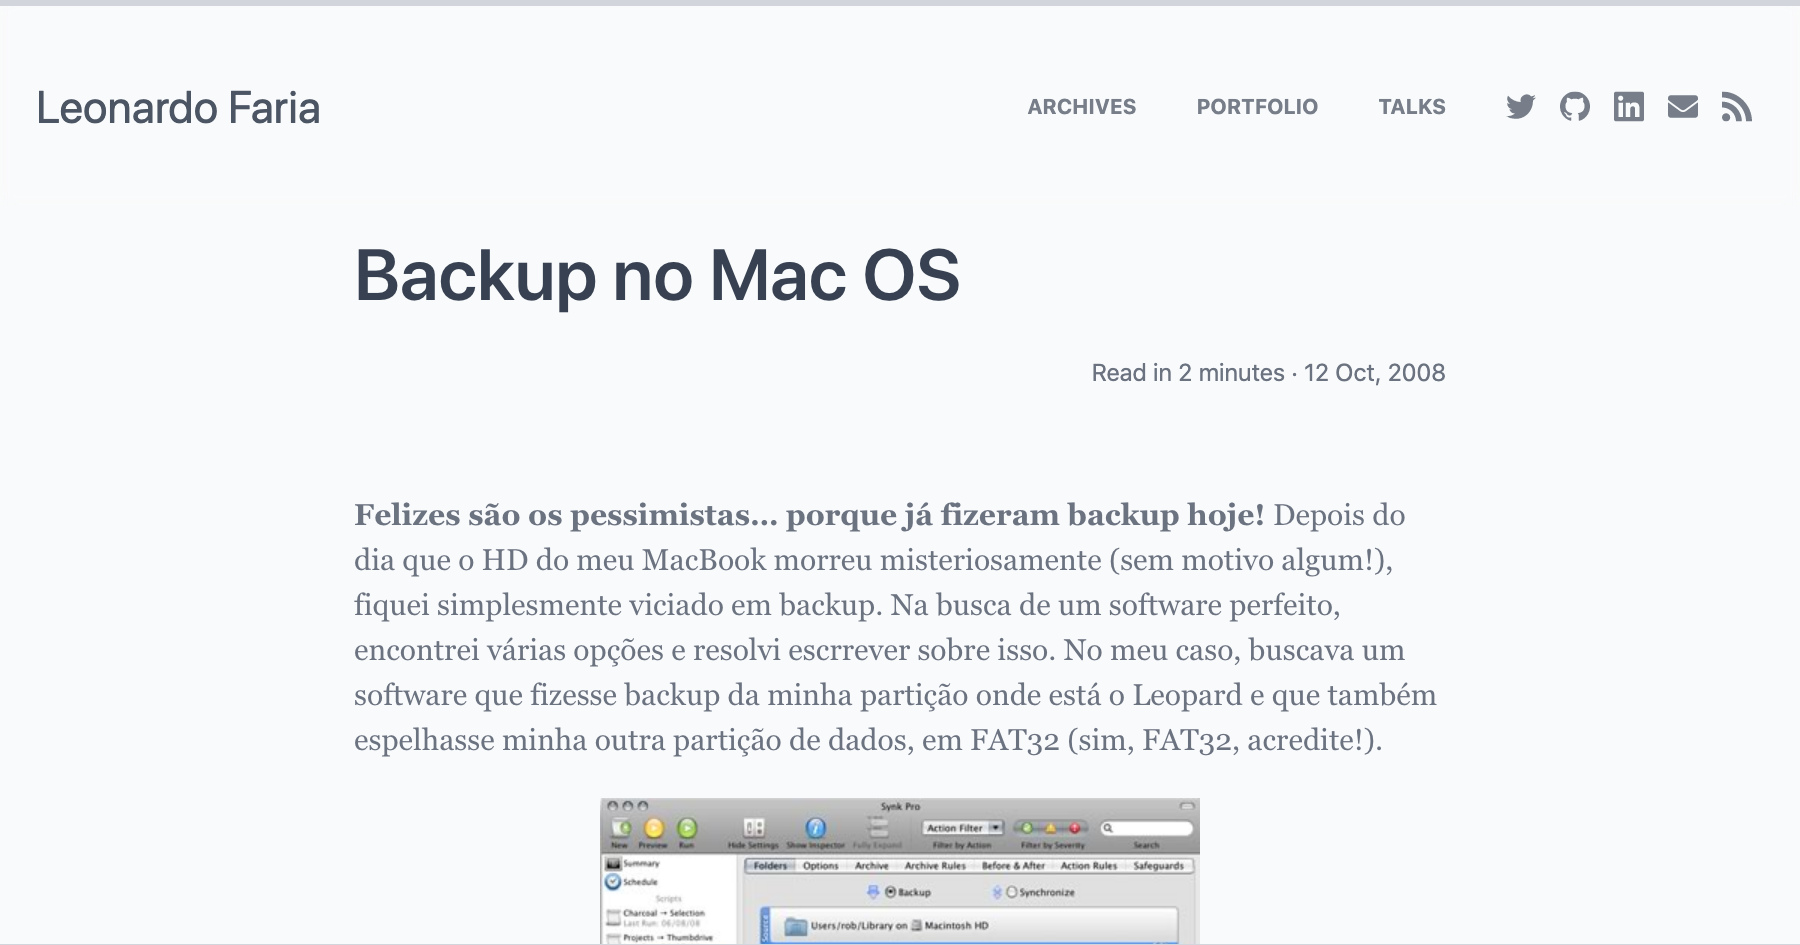 Leonardo Faria
ARCHIVES PORTFOLIO TALKS
Backup no Mac OS
Read in 2 minutes · 12 Oct, 2008
Felizes são os pessimistas... porque já fizeram backup hoje! Depois do
dia que o HD do meu MacBook morreu misteriosamente (sem motivo algum!),
fiquei simplesmente viciado em backup. Na busca de um software perfeito,
encontrei várias opções e resolvi escrrever sobre isso. No meu caso, buscava um
software que fizesse backup da minha partição onde está o Leopard e que também
espelhasse minha outra partição de dados, em FAT32 (sim, FAT32, acredite!).
Synk Pro
Action Filter
New Preview Run Hide Settings Show Inspector Fully Expand Filter by Action Filter by Severity Search
Summary
Folders Options Archive Archive Rules Before & After Action Rules Safeguards
Schedule
Backup Synchronize
Scripts
Charcoal → Selection
Last Run: 06/08/08
Source
Users/rob/Library on Macintosh HD
Projects → Thumbdrive